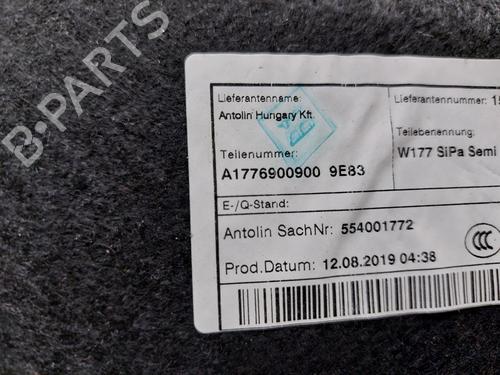 B-PARTS
Lieferantenname:
Antolin Hungary Kft.
Lieferantennummer:
Teilenummer:
A1776900900 9E83
Teilebenennung:
W177 SiPa Semi
E-/Q-Stand:
Antolin SachNr: 554001772
Prod.Datum: 12.08.2019 04:38